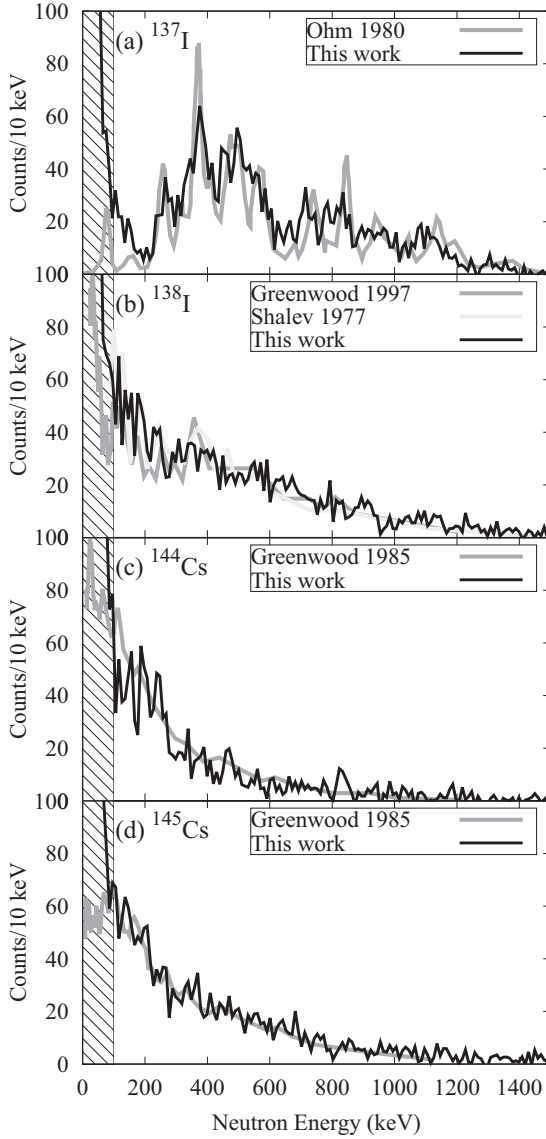 100
(a) ¹³⁷I
Ohm 1980
This work
80
60
40
20
Counts/10 keV
0
100
(b) ¹³⁸I
Greenwood 1997
Shalev 1977
This work
80
60
40
20
Counts/10 keV
0
100
(c) ¹⁴⁴Cs
Greenwood 1985
This work
80
60
40
20
Counts/10 keV
0
100
(d) ¹⁴⁵Cs
Greenwood 1985
This work
80
60
40
20
0
Counts/10 keV
0 200 400 600 800 1000 1200 1400
Neutron Energy (keV)